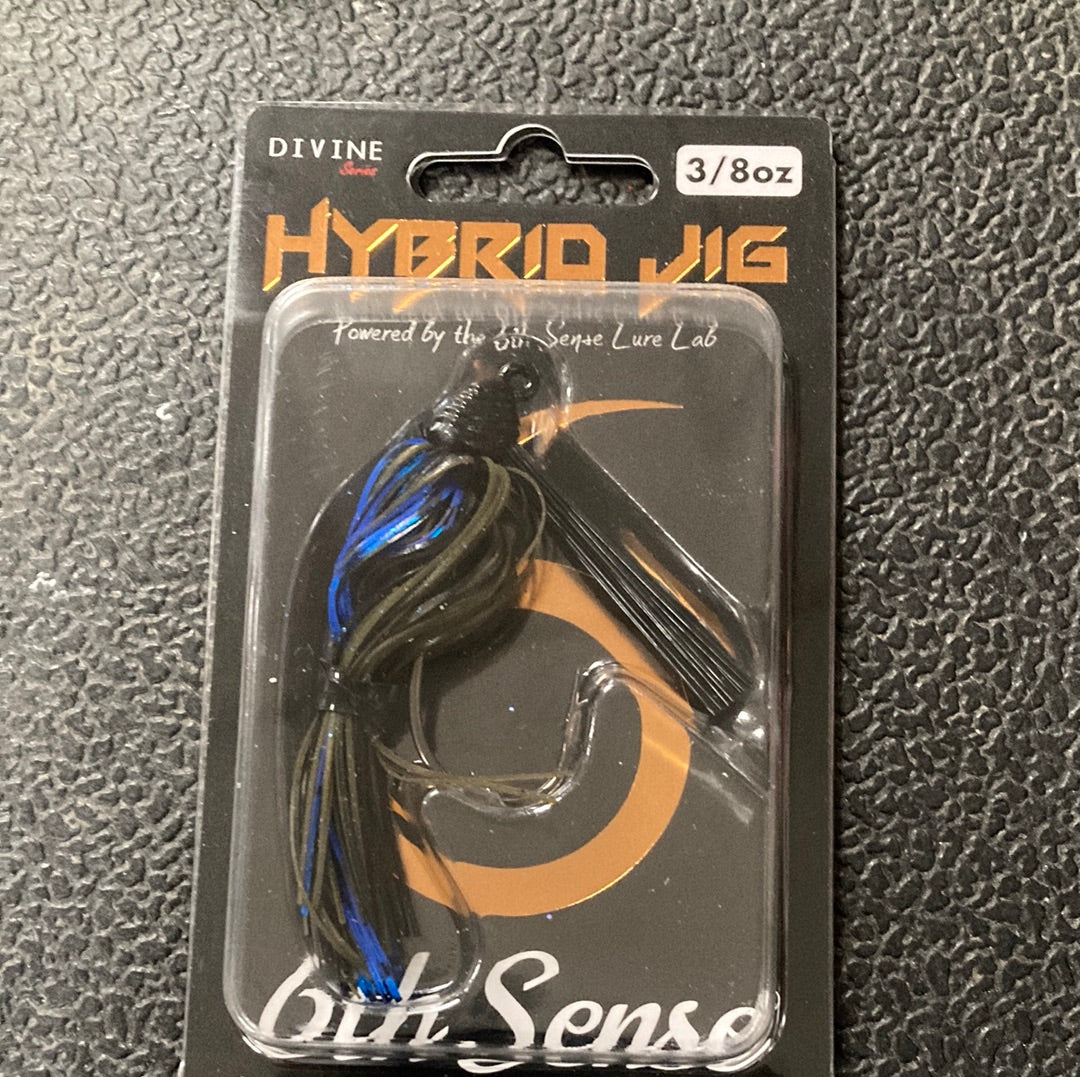 DIVINE
Series
3/8oz
HYBRID JIG
Powered by the 6th Sense Lure Lab
6th Sense